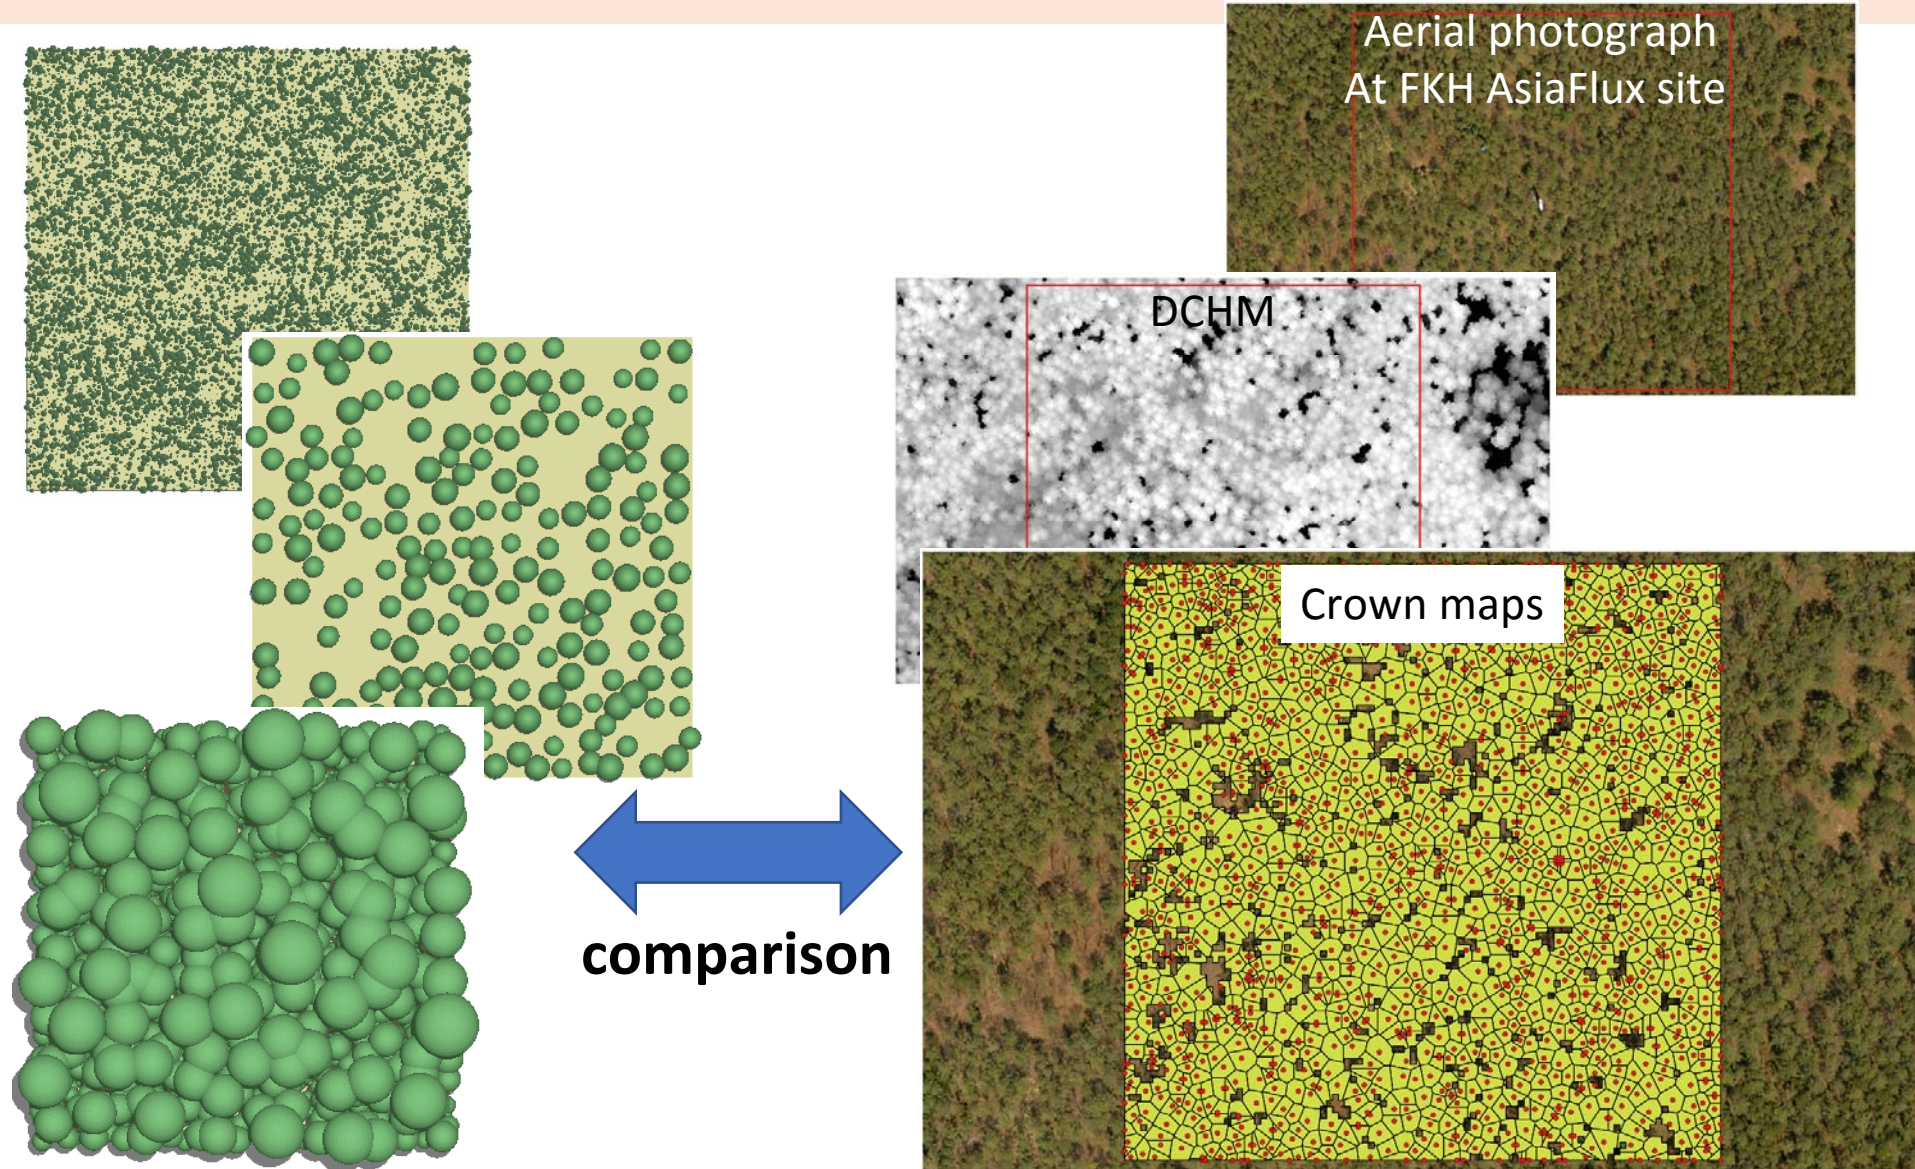 Aerial photograph
At FKH AsiaFlux site
DCHM
Crown maps
comparison